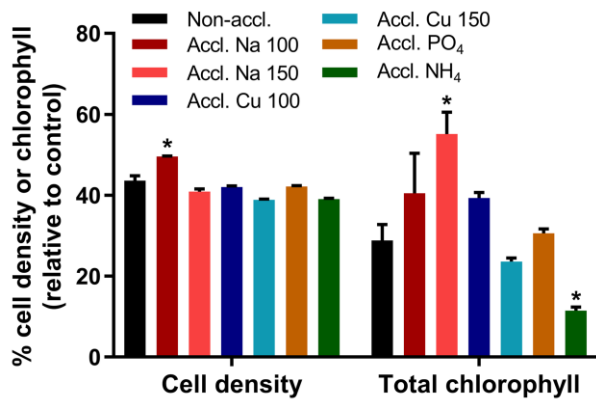 % cell density or chlorophyll
(relative to control)
80
60
40
20
0
Non-accl.
Accl. Na 100
Accl. Na 150
Accl. Cu 100
Accl. Cu 150
Accl. PO₄
Accl. NH₄
*
*
*
Cell density
Total chlorophyll